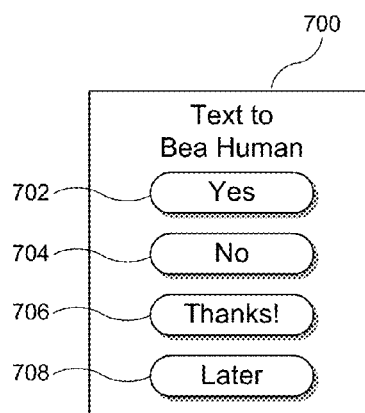 700
Text to
Bea Human
702 Yes
704 No
706 Thanks!
708 Later